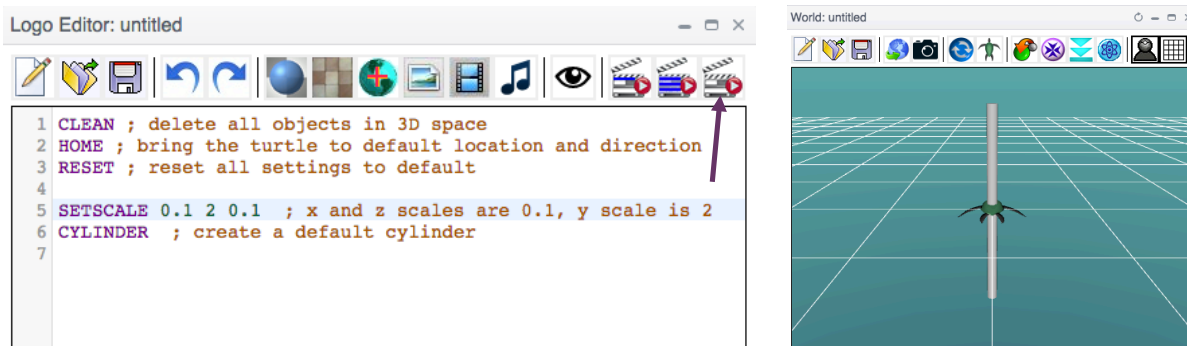 Logo Editor: untitled
1 CLEAN ; delete all objects in 3D space
2 HOME ; bring the turtle to default location and direction
3 RESET ; reset all settings to default
4
5 SETSCALE 0.1 2 0.1 ; x and z scales are 0.1, y scale is 2
6 CYLINDER ; create a default cylinder
7
World: untitled